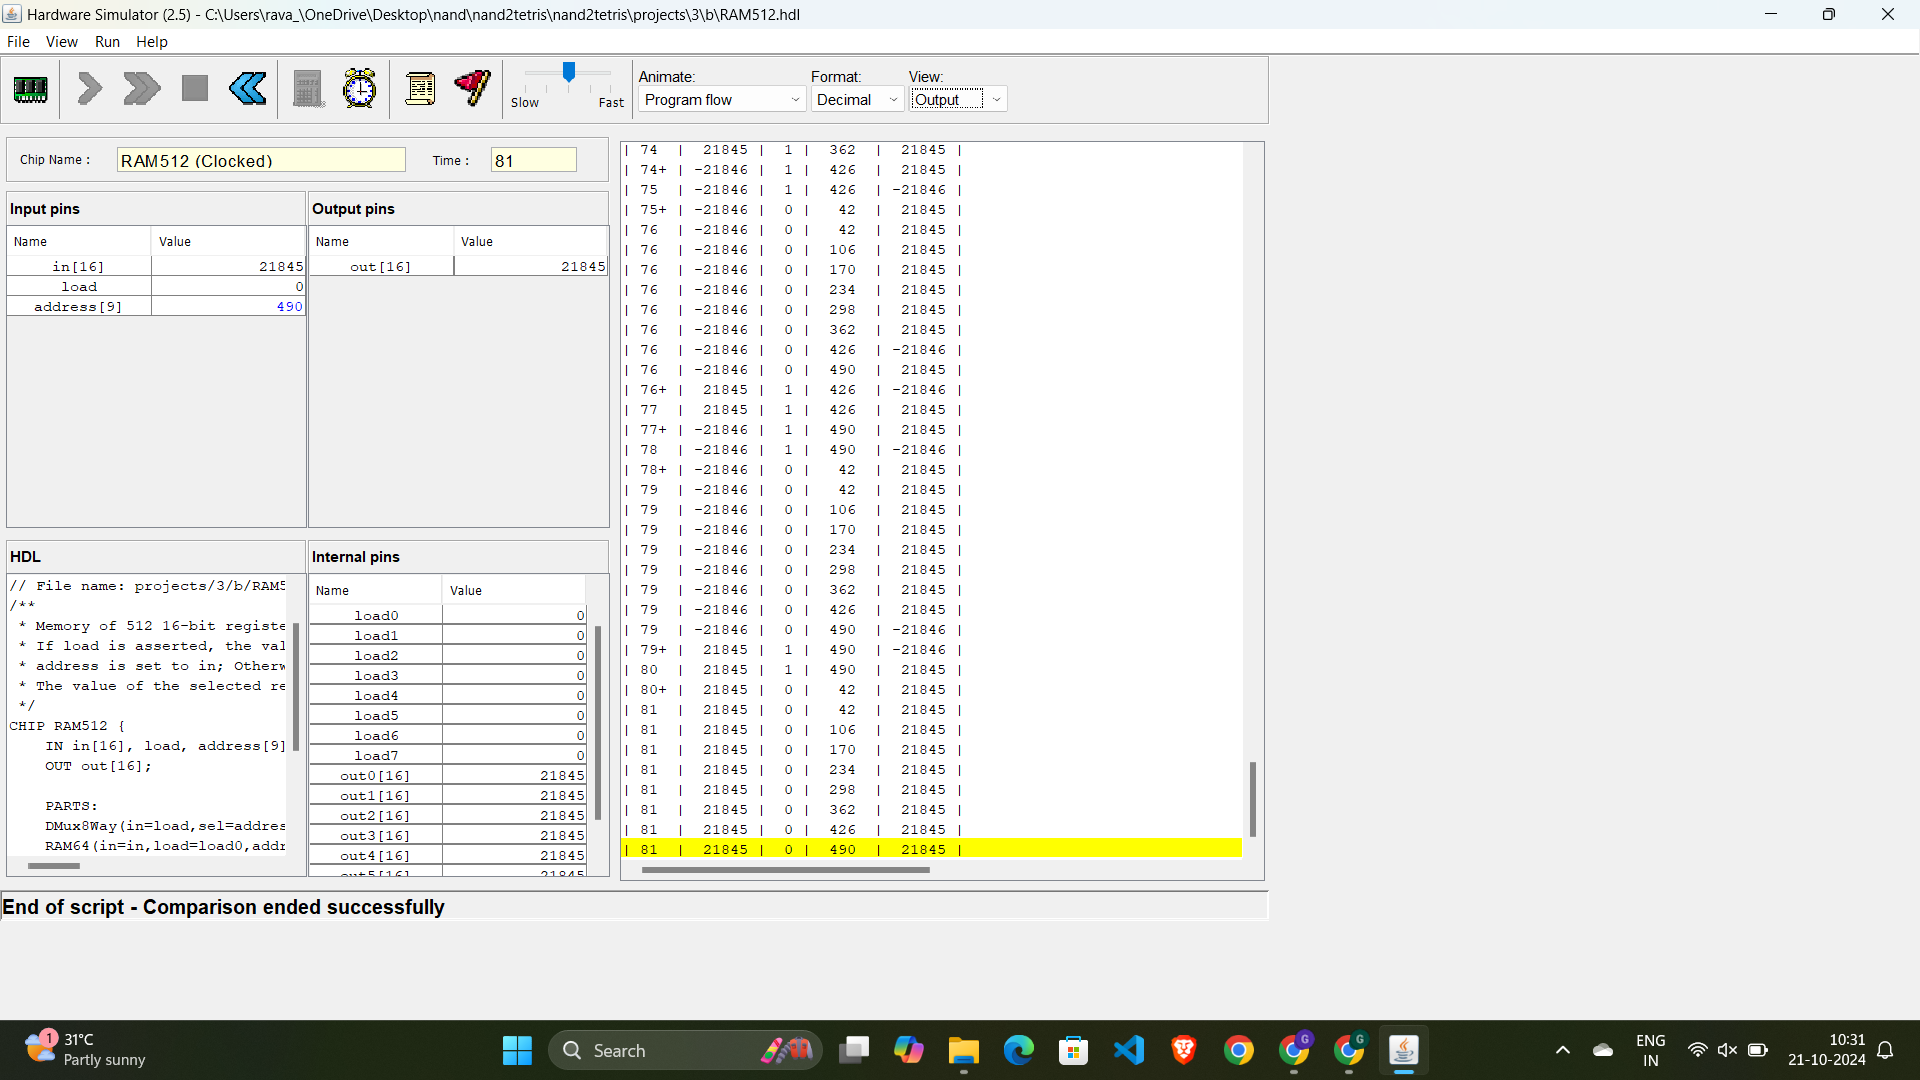 Hardware Simulator (2.5) - C:\Users\rava_\OneDrive\Desktop\nand\nand2tetris\nand2tetris\projects\3\b\RAM512.hdl
File View Run Help
Slow Fast
Animate: Format: View:
Program flow Decimal Output
Chip Name : RAM512 (Clocked) Time : 81
Input pins
Name Value
in[16] 21845
load 0
address[9] 490
Output pins
Name Value
out[16] 21845
HDL
// File name: projects/3/b/RAM5
/**
* Memory of 512 16-bit registe
* If load is asserted, the val
* address is set to in; Otherw
* The value of the selected re
*/
CHIP RAM512 {
IN in[16], load, address[9]
OUT out[16];
PARTS:
DMux8Way(in=load,sel=addres
RAM64(in=in,load=load0,addr
Internal pins
Name Value
load0 0
load1 0
load2 0
load3 0
load4 0
load5 0
load6 0
load7 0
out0[16] 21845
out1[16] 21845
out2[16] 21845
out3[16] 21845
out4[16] 21845
out5[16] 21845
| 74 | 21845 | 1 | 362 | 21845 |
| 74+ | -21846 | 1 | 426 | 21845 |
| 75 | -21846 | 1 | 426 | -21846 |
| 75+ | -21846 | 0 | 42 | 21845 |
| 76 | -21846 | 0 | 42 | 21845 |
| 76 | -21846 | 0 | 106 | 21845 |
| 76 | -21846 | 0 | 170 | 21845 |
| 76 | -21846 | 0 | 234 | 21845 |
| 76 | -21846 | 0 | 298 | 21845 |
| 76 | -21846 | 0 | 362 | 21845 |
| 76 | -21846 | 0 | 426 | -21846 |
| 76 | -21846 | 0 | 490 | 21845 |
| 76+ | 21845 | 1 | 426 | -21846 |
| 77 | 21845 | 1 | 426 | 21845 |
| 77+ | -21846 | 1 | 490 | 21845 |
| 78 | -21846 | 1 | 490 | -21846 |
| 78+ | -21846 | 0 | 42 | 21845 |
| 79 | -21846 | 0 | 42 | 21845 |
| 79 | -21846 | 0 | 106 | 21845 |
| 79 | -21846 | 0 | 170 | 21845 |
| 79 | -21846 | 0 | 234 | 21845 |
| 79 | -21846 | 0 | 298 | 21845 |
| 79 | -21846 | 0 | 362 | 21845 |
| 79 | -21846 | 0 | 426 | 21845 |
| 79 | -21846 | 0 | 490 | -21846 |
| 79+ | 21845 | 1 | 490 | -21846 |
| 80 | 21845 | 1 | 490 | 21845 |
| 80+ | 21845 | 0 | 42 | 21845 |
| 81 | 21845 | 0 | 42 | 21845 |
| 81 | 21845 | 0 | 106 | 21845 |
| 81 | 21845 | 0 | 170 | 21845 |
| 81 | 21845 | 0 | 234 | 21845 |
| 81 | 21845 | 0 | 298 | 21845 |
| 81 | 21845 | 0 | 362 | 21845 |
| 81 | 21845 | 0 | 426 | 21845 |
| 81 | 21845 | 0 | 490 | 21845 |
End of script - Comparison ended successfully
1
31°C
Partly sunny
Search
G
G
ENG
IN
10:31
21-10-2024